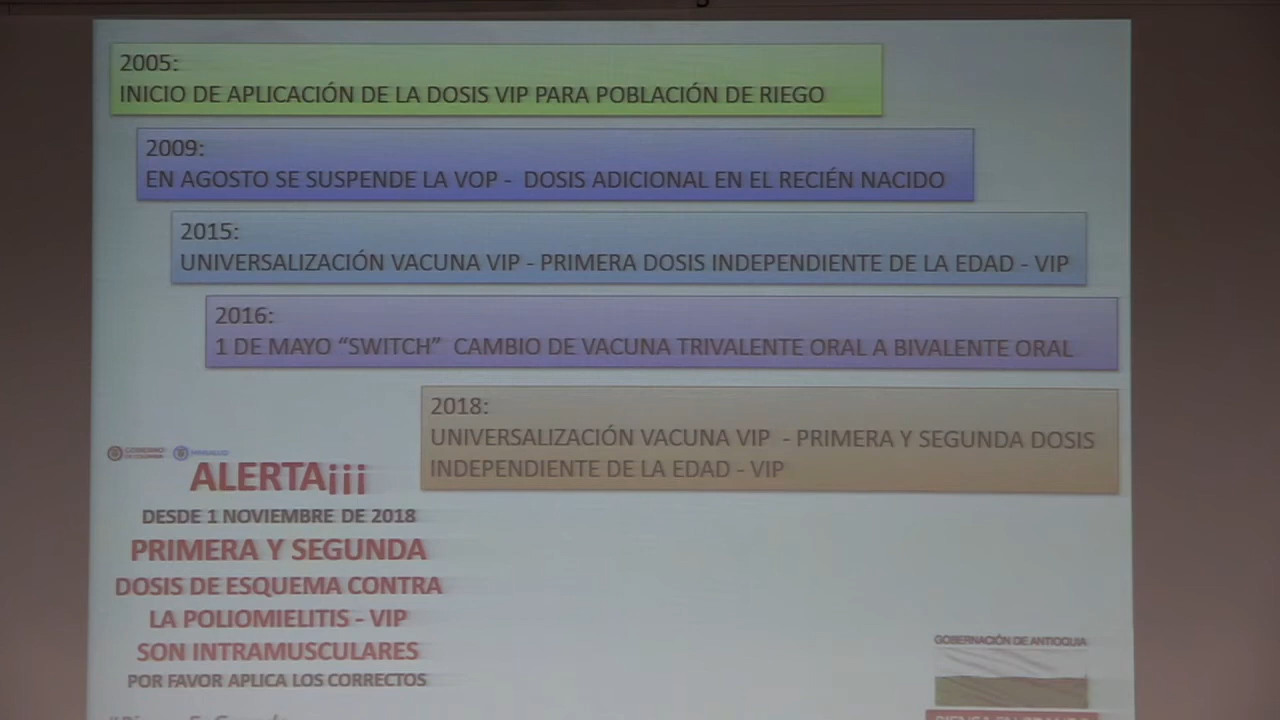 2005:
INICIO DE APLICACIÓN DE LA DOSIS VIP PARA POBLACIÓN DE RIEGO
2009:
EN AGOSTO SE SUSPENDE LA VOP - DOSIS ADICIONAL EN EL RECIÉN NACIDO
2015:
UNIVERSALIZACIÓN VACUNA VIP - PRIMERA DOSIS INDEPENDIENTE DE LA EDAD - VIP
2016:
1 DE MAYO “SWITCH” CAMBIO DE VACUNA TRIVALENTE ORAL A BIVALENTE ORAL
2018:
UNIVERSALIZACIÓN VACUNA VIP - PRIMERA Y SEGUNDA DOSIS
INDEPENDIENTE DE LA EDAD - VIP
GOBIERNO
DE COLOMBIA
MINSALUD
ALERTA¡¡¡
DESDE 1 NOVIEMBRE DE 2018
PRIMERA Y SEGUNDA
DOSIS DE ESQUEMA CONTRA
LA POLIOMIELITIS - VIP
SON INTRAMUSCULARES
POR FAVOR APLICA LOS CORRECTOS
GOBERNACIÓN DE ANTIOQUIA